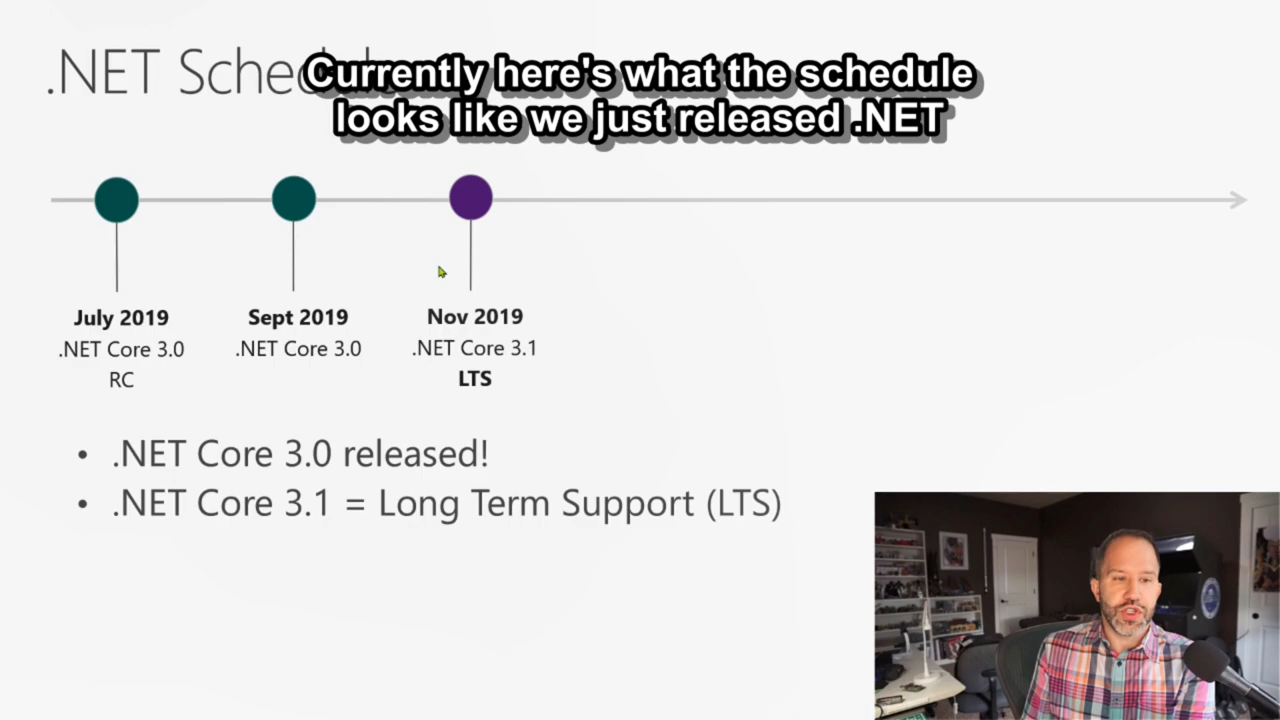 .NET Schedule
Currently here's what the schedule
looks like we just released .NET
July 2019
.NET Core 3.0
RC
Sept 2019
.NET Core 3.0
Nov 2019
.NET Core 3.1
LTS
• .NET Core 3.0 released!
• .NET Core 3.1 = Long Term Support (LTS)